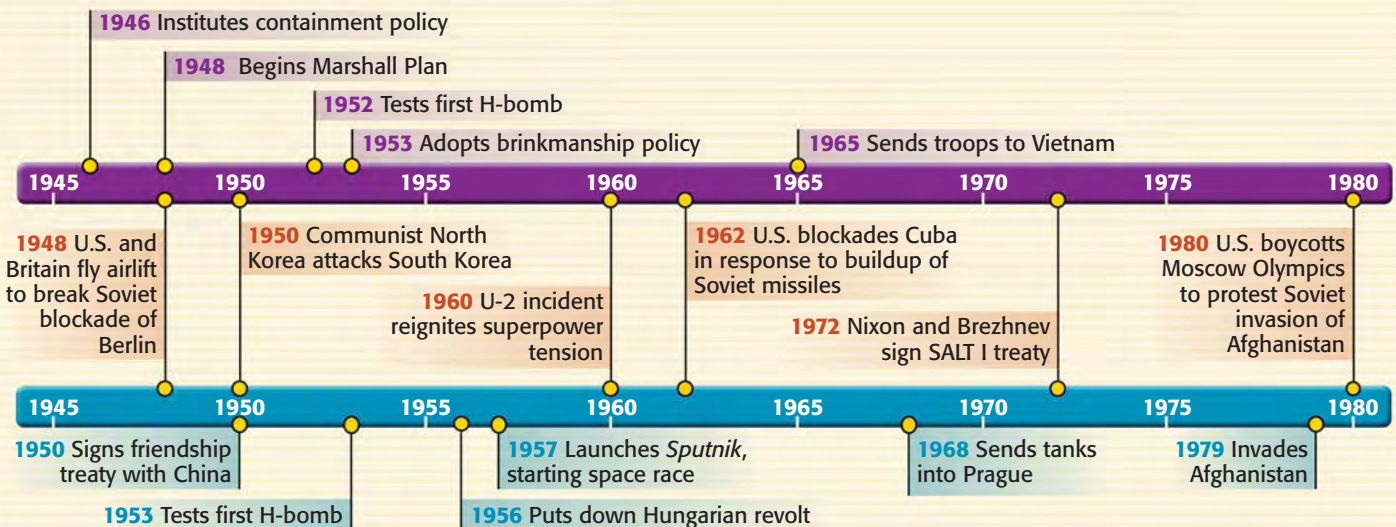 1946 Institutes containment policy
1948 Begins Marshall Plan
1952 Tests first H-bomb
1953 Adopts brinkmanship policy
1965 Sends troops to Vietnam
1945 1950 1955 1960 1965 1970 1975 1980
1948 U.S. and
Britain fly airlift
to break Soviet
blockade of
Berlin
1950 Communist North
Korea attacks South Korea
1960 U-2 incident
reignites superpower
tension
1962 U.S. blockades Cuba
in response to buildup of
Soviet missiles
1972 Nixon and Brezhnev
sign SALT I treaty
1980 U.S. boycotts
Moscow Olympics
to protest Soviet
invasion of
Afghanistan
1945 1950 1955 1960 1965 1970 1975 1980
1950 Signs friendship
treaty with China
1953 Tests first H-bomb
1956 Puts down Hungarian revolt
1957 Launches Sputnik,
starting space race
1968 Sends tanks
into Prague
1979 Invades
Afghanistan